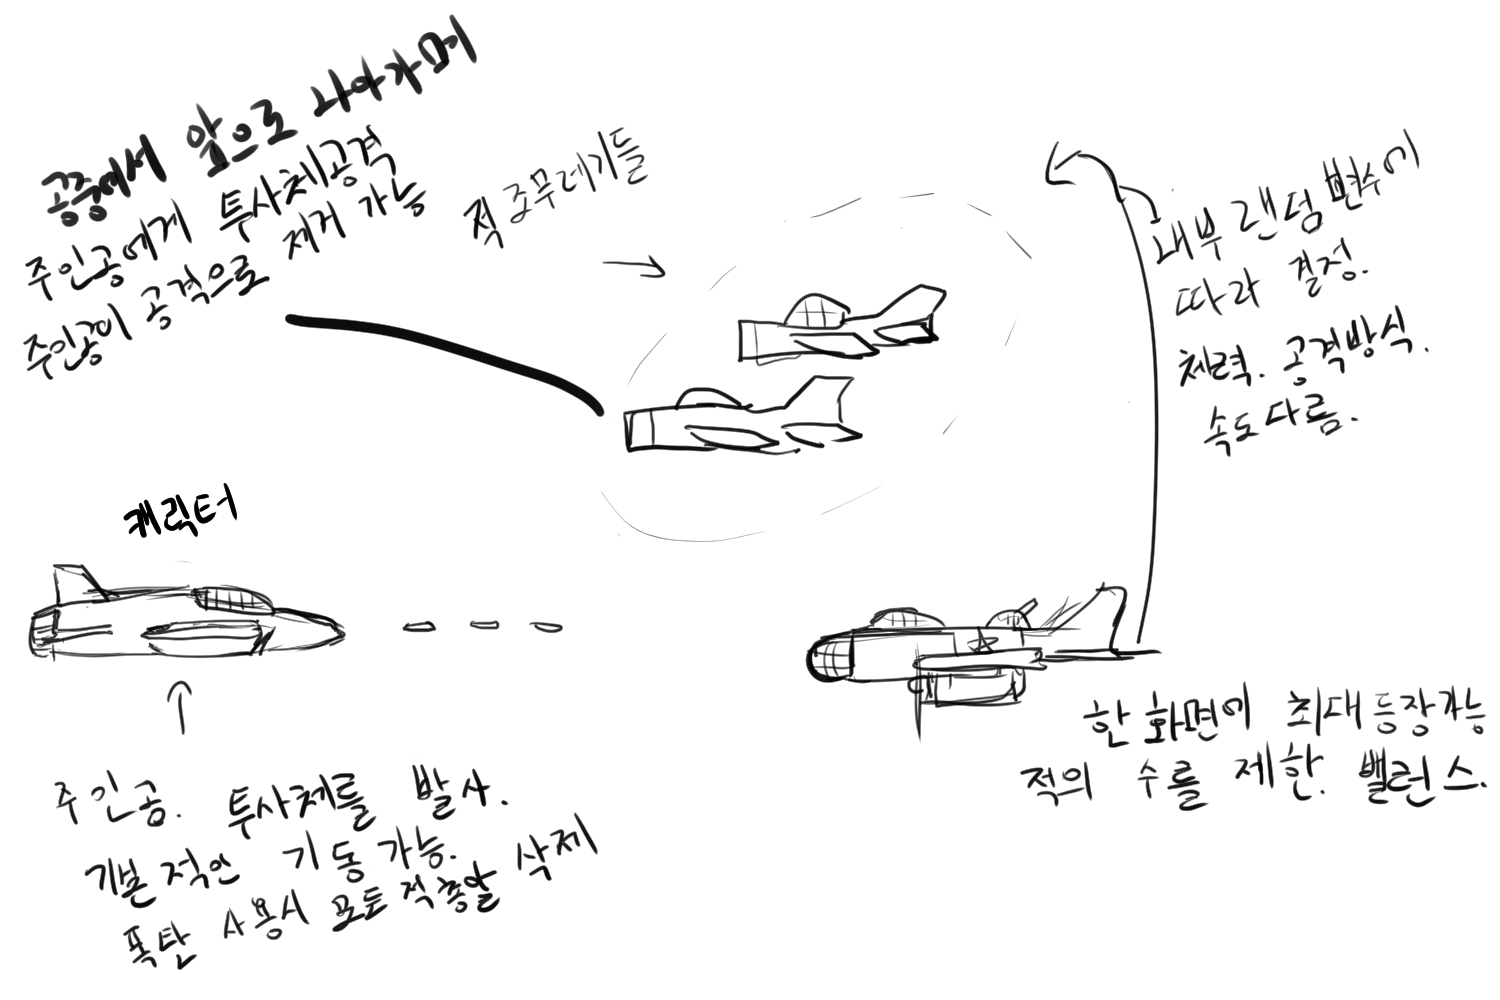 공중에서 앞으로 나아가며
주인공에게 투사체공격
주인공이 공격으로 제거 가능
적 조무레기들
내부 랜덤 변수에
따라 결정.
체력. 공격방식.
속도 다름.
캐릭터
주인공. 투사체를 발사.
기본적인 기동 가능.
폭탄 사용시 모든 적 총알 삭제
한 화면에 최대 등장가능
적의 수를 제한. 밸런스.